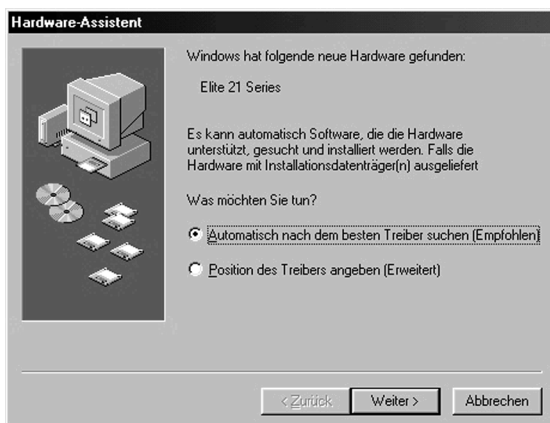 Hardware-Assistent
Windows hat folgende neue Hardware gefunden:
Elite 21 Series
Es kann automatisch Software, die die Hardware
unterstützt, gesucht und installiert werden. Falls die
Hardware mit Installationsdatenträger(n) ausgeliefert
Was möchten Sie tun?
Automatisch nach dem besten Treiber suchen (Empfohlen)
Position des Treibers angeben (Erweitert)
< Zurück Weiter > Abbrechen